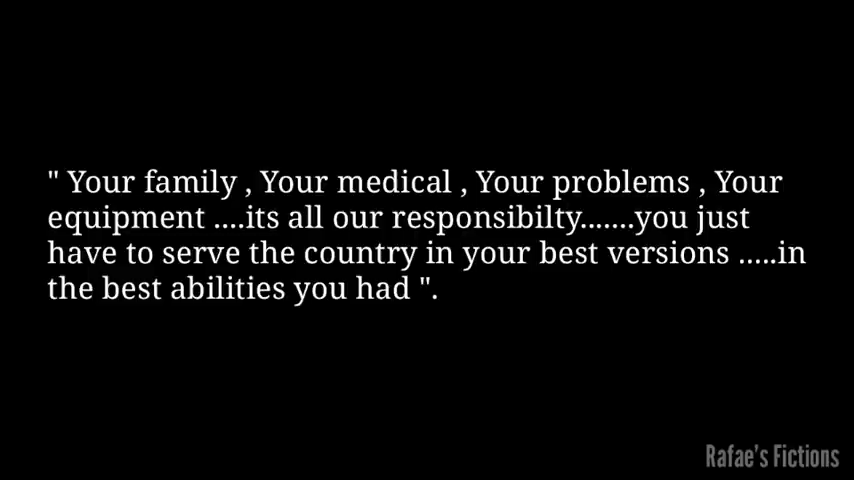 " Your family , Your medical , Your problems , Your
equipment ....its all our responsibilty.......you just
have to serve the country in your best versions .....in
the best abilities you had ".
Rafae's Fictions